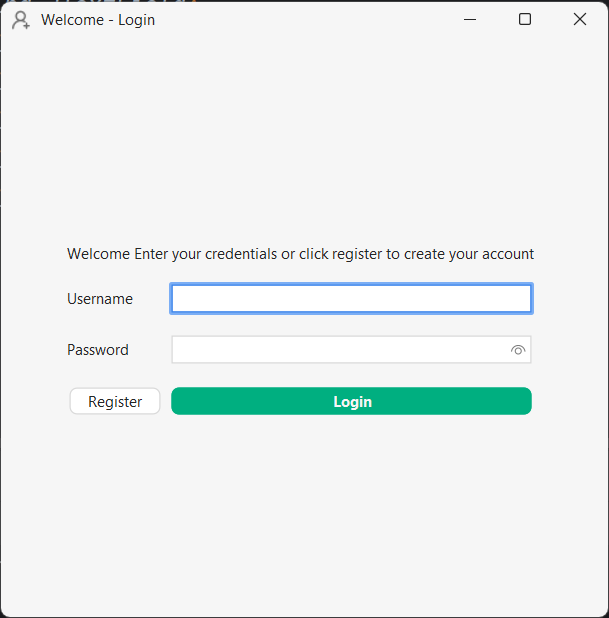 Welcome - Login
Welcome Enter your credentials or click register to create your account
Username
Password
Register
Login